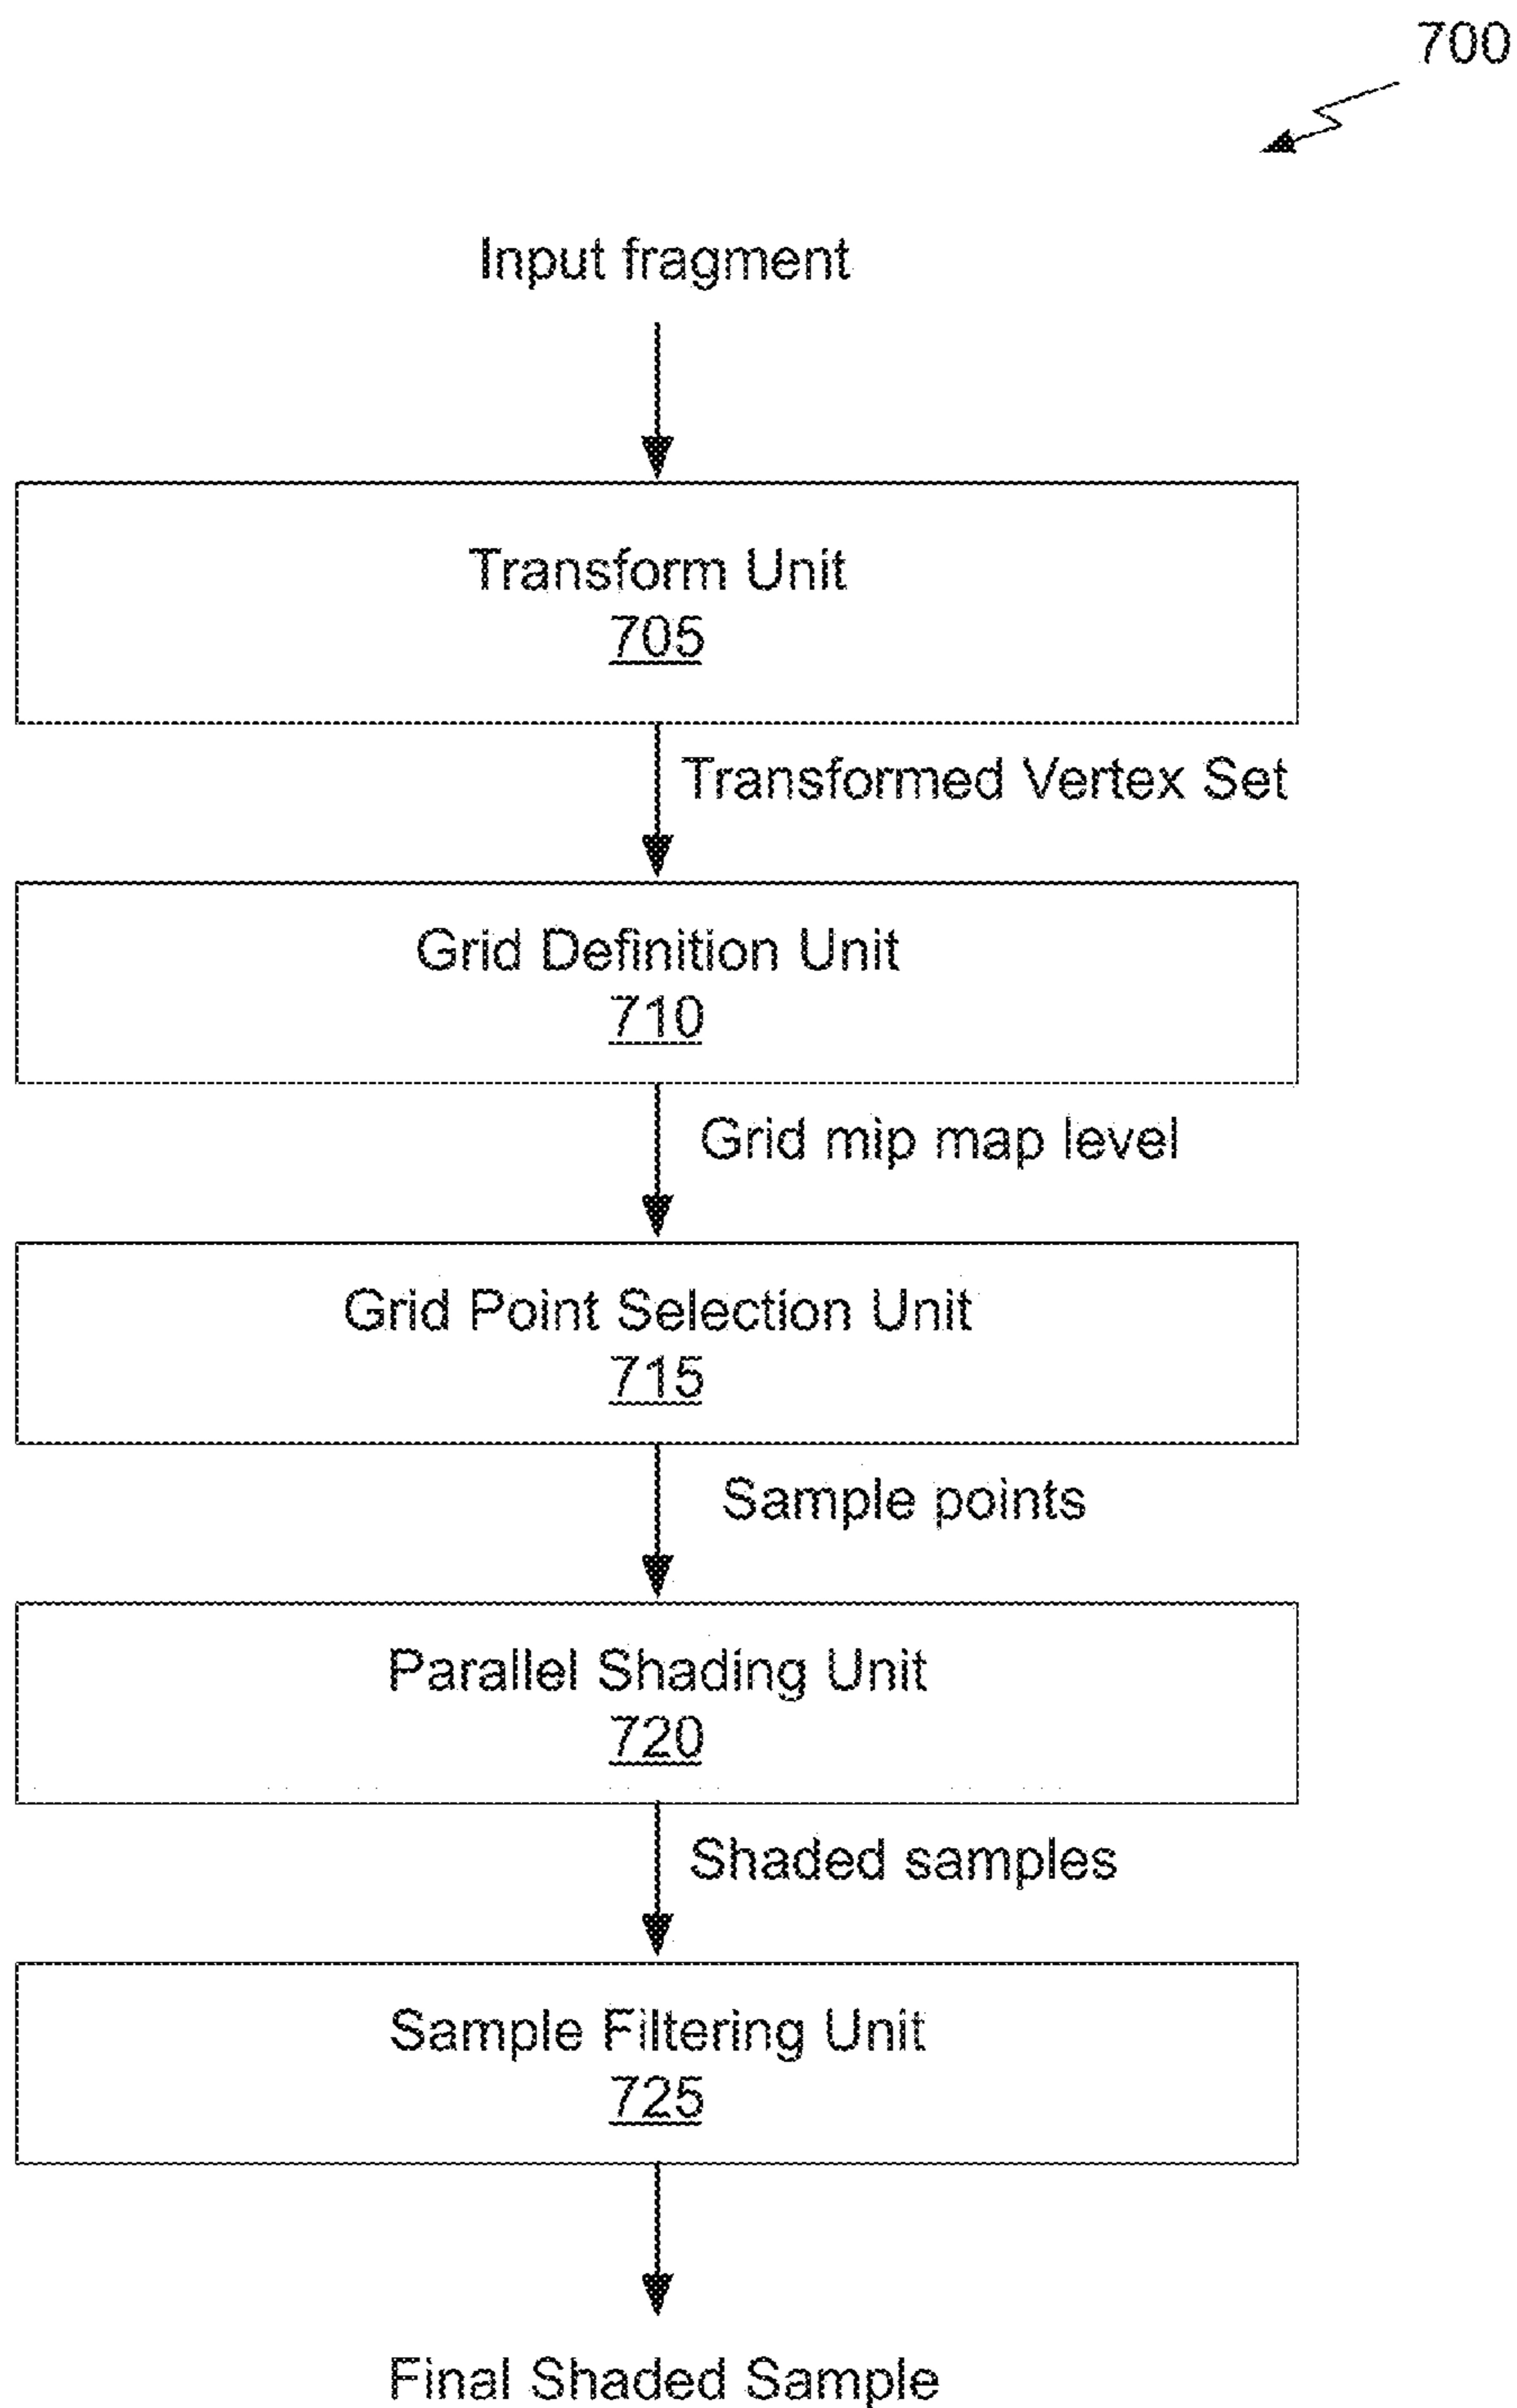 700
Input fragment
Transform Unit
705
Transformed Vertex Set
Grid Definition Unit
710
Grid mip map level
Grid Point Selection Unit
715
Sample points
Parallel Shading Unit
720
Shaded samples
Sample Filtering Unit
725
Final Shaded Sample